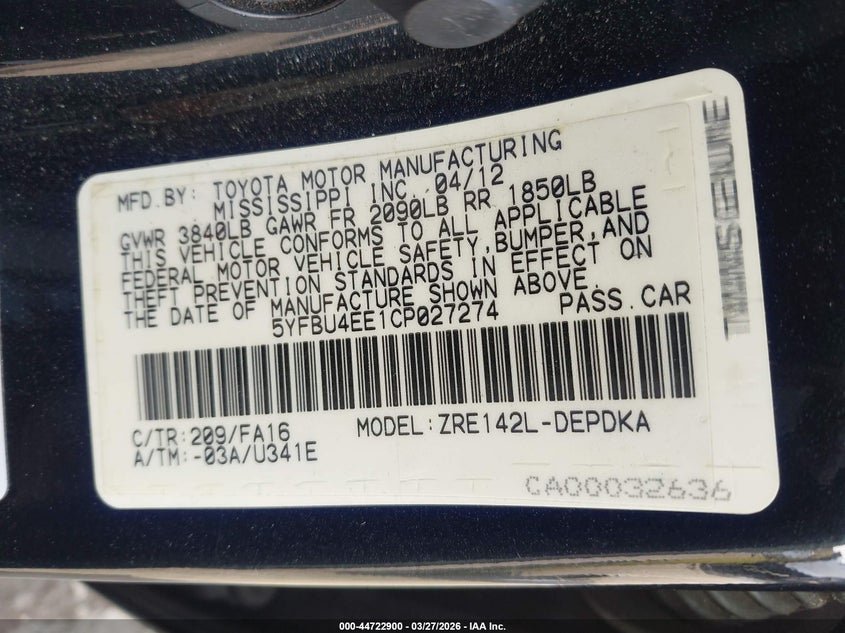 MFD.BY: TOYOTA MOTOR MANUFACTURING
MISSISSIPPI INC. 04/12
GVWR 3840LB GAWR FR 2090LB RR 1850LB
THIS VEHICLE CONFORMS TO ALL APPLICABLE
FEDERAL MOTOR VEHICLE SAFETY,BUMPER,AND
THEFT PREVENTION STANDARDS IN EFFECT ON
THE DATE OF MANUFACTURE SHOWN ABOVE.
5YFBU4EE1CP027274 PASS.CAR
C/TR:209/FA16 MODEL:ZRE142L-DEPDKA
A/TM:-03A/U341E
CA00032636
000-44722900 - 03/27/2026 - IAA Inc.